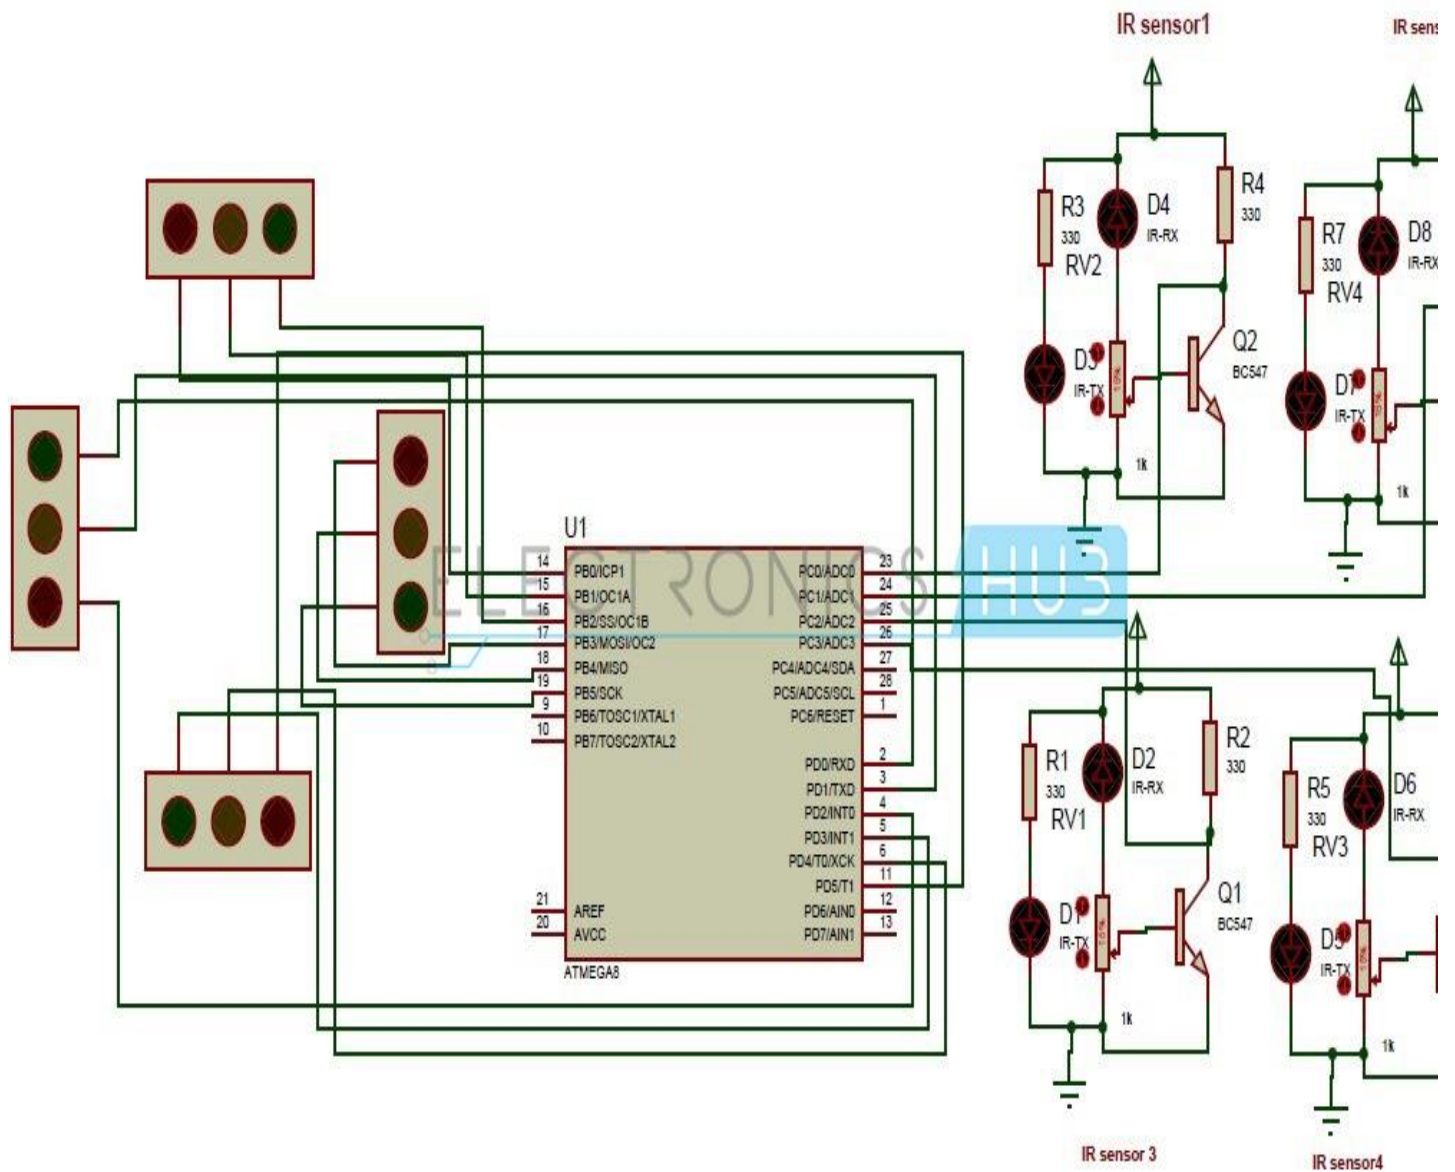 IR sensor1
IR sens
R3
330
RV2
D4
IR-RX
R4
330
D3
IR-TX
10%
1k
Q2
BC547
R7
330
RV4
D8
IR-RX
D7
IR-TX
10%
1k
U1
ELECTRONICS HUB
14 PB0/ICP1
15 PB1/OC1A
16 PB2/SS/OC1B
17 PB3/MOSI/OC2
18 PB4/MISO
19 PB5/SCK
9 PB6/TOSC1/XTAL1
10 PB7/TOSC2/XTAL2
21 AREF
20 AVCC
PC0/ADC0 23
PC1/ADC1 24
PC2/ADC2 25
PC3/ADC3 26
PC4/ADC4/SDA 27
PC5/ADC5/SCL 28
PC6/RESET 1
PD0/RXD 2
PD1/TXD 3
PD2/INT0 4
PD3/INT1 5
PD4/T0/XCK 6
PD5/T1 11
PD6/AIN0 12
PD7/AIN1 13
ATMEGA8
R1
330
RV1
D2
IR-RX
R2
330
D1
IR-TX
10%
1k
Q1
BC547
R5
330
RV3
D6
IR-RX
D5
IR-TX
10%
1k
IR sensor 3
IR sensor4